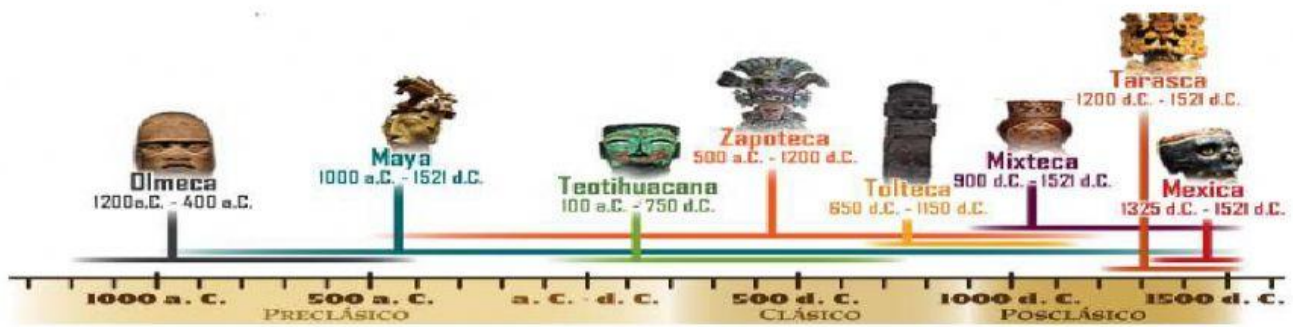 Olmeca
1200a.C. - 400 a.C.
Maya
1000 a.C. - 1521 d.C.
Teotihuacana
100 a.C. - 750 d.C.
Zapoteca
500 a.C. - 1200 d.C.
Tolteca
650 d.C. - 1150 d.C.
Mixteca
900 d.C. - 1521 d.C.
Tarasca
1200 d.C. - 1521 d.C.
Mexica
1325 d.C. - 1521 d.C.
1000 a. C. 500 a. C. a. C. - d. C. 500 d. C. 1000 d. C. 1500 d. C.
PRECLÁSICO CLÁSICO POSCLÁSICO